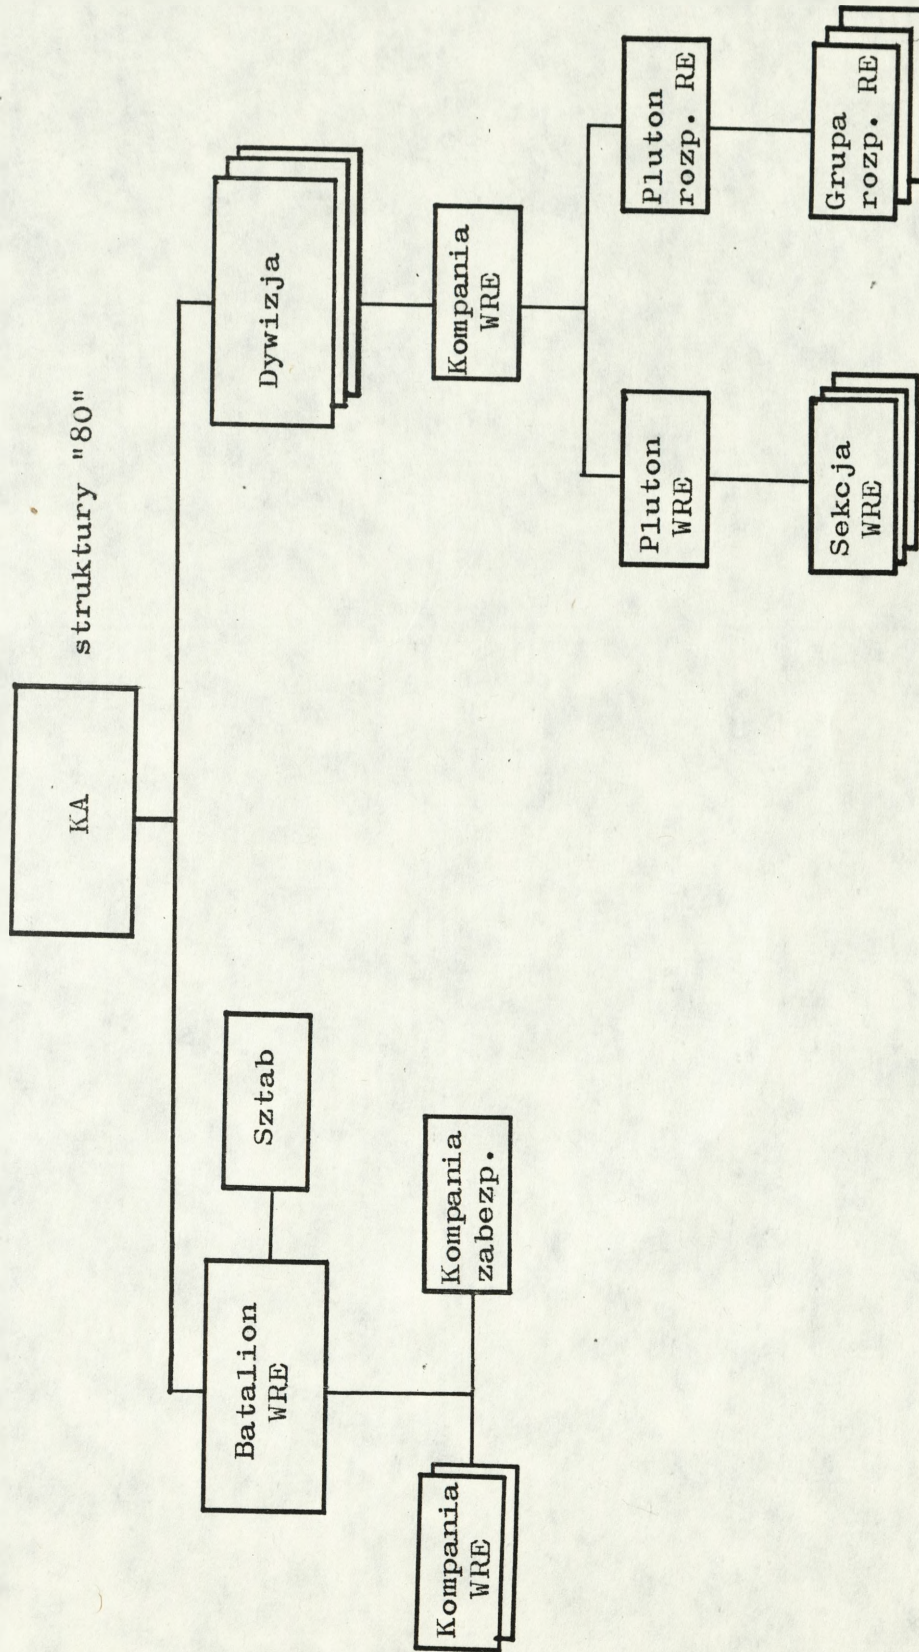 KA
struktury "80"
Batalion
WRE
Sztab
Dywizja
Kompania
WRE
Kompania
zabezp.
Kompania
WRE
Pluton
WRE
Pluton
rozp. RE
Sekcja
WRE
Grupa
rozp. RE